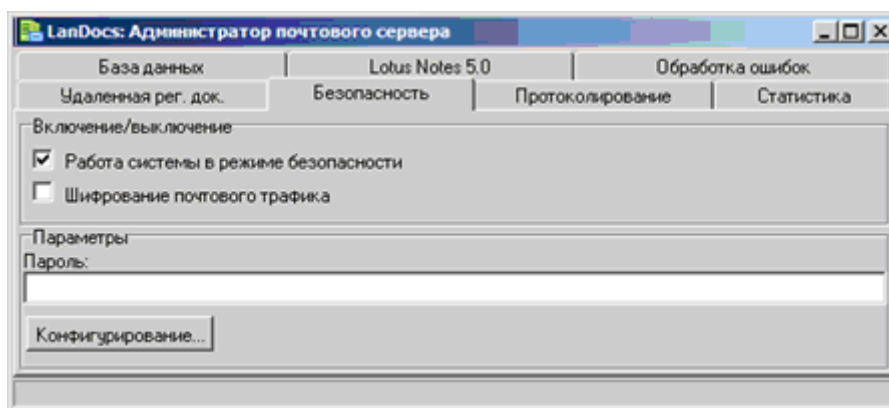 LanDocs: Администратор почтового сервера
База данных Lotus Notes 5.0 Обработка ошибок
Удаленная рег. док. Безопасность Протоколирование Статистика
Включение/выключение
Работа системы в режиме безопасности
Шифрование почтового трафика
Параметры
Пароль:
Конфигурирование...